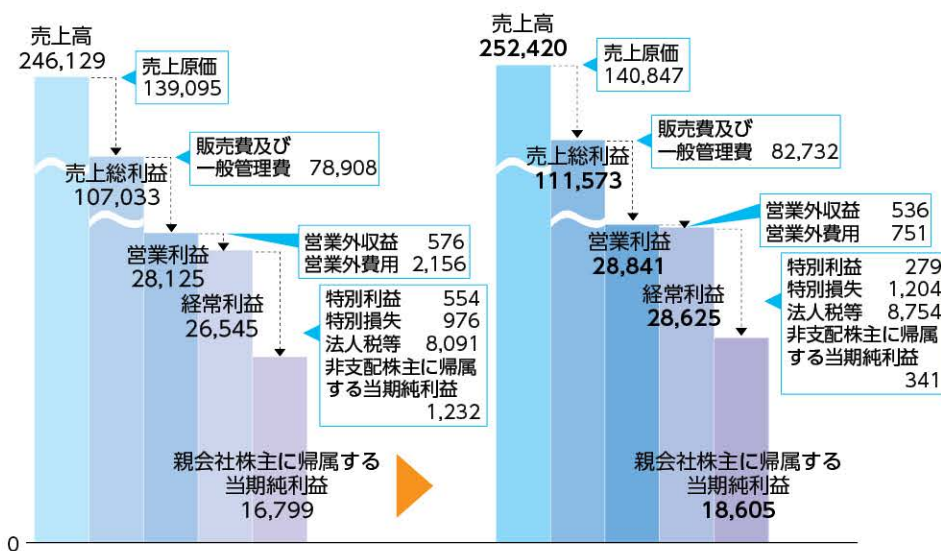 売上高
246,129
売上原価
139,095
販売費及び
一般管理費 78,908
売上総利益
107,033
営業外収益 576
営業外費用 2,156
営業利益
28,125
経常利益
26,545
特別利益 554
特別損失 976
法人税等 8,091
非支配株主に帰属
する当期純利益
1,232
親会社株主に帰属する
当期純利益
16,799
0
売上高
252,420
売上原価
140,847
販売費及び
一般管理費 82,732
売上総利益
111,573
営業外収益 536
営業外費用 751
営業利益
28,841
経常利益
28,625
特別利益 279
特別損失 1,204
法人税等 8,754
非支配株主に帰属
する当期純利益
341
親会社株主に帰属する
当期純利益
18,605